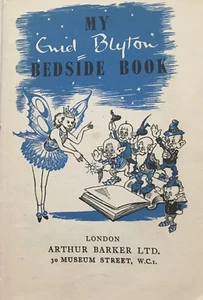 MY
Enid Blyton
BEDSIDE BOOK
LONDON
ARTHUR BARKER LTD.
30 MUSEUM STREET, W.C.1.